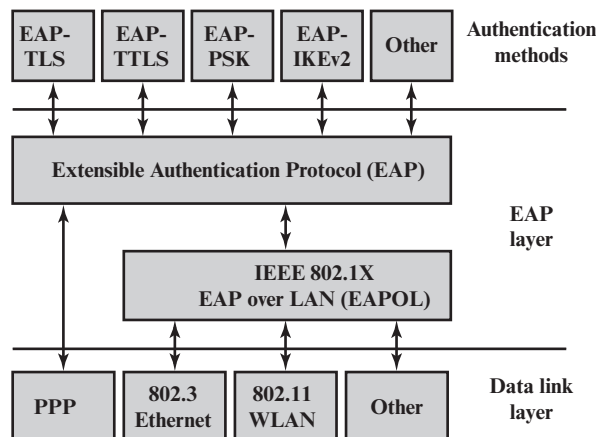 EAP-
TLS
EAP-
TTLS
EAP-
PSK
EAP-
IKEv2
Other
Authentication
methods
Extensible Authentication Protocol (EAP)
EAP
layer
IEEE 802.1X
EAP over LAN (EAPOL)
PPP
802.3
Ethernet
802.11
WLAN
Other
Data link
layer